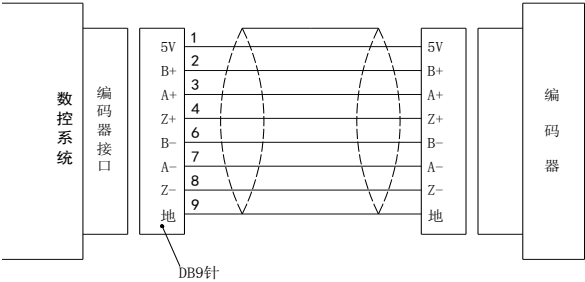 数控系统
编码器接口
5V 1 5V
B+ 2 B+
A+ 3 A+
Z+ 4 Z+
B- 6 B-
A- 7 A-
Z- 8 Z-
地 9 地
编码器
DB9针